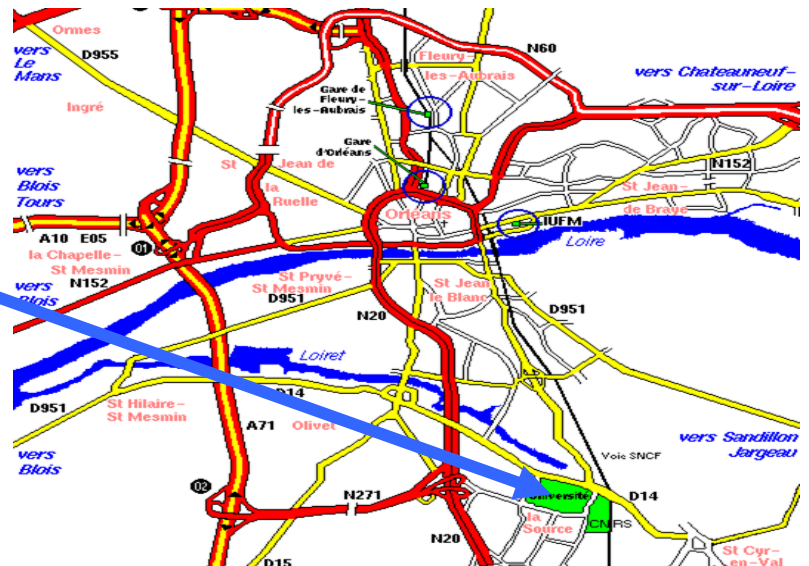 Ormes
vers
Le
Mans
D955
Ingré
Fleury-
les-Aubrais
N60
vers Chateauneuf-
sur-Loire
Gare de
Fleury-
les-Aubrais
Gare
d'Orléans
St Jean de
la
Ruelle
vers
Blois
Tours
N152
St Jean-
de Braye
Orléans
IUFM
Loire
A10 E05
01
la Chapelle-
St Mesmin
N152
vers
Blois
St Pryvé-
St Mesmin
D951
St Jean
le Blanc
N20
D951
Loiret
D14
D951
St Hilaire-
St Mesmin
A71
Olivet
vers
Blois
vers Sandillon
Jargeau
Voie SNCF
02
N271
Université
D14
la
Source
CNRS
N20
D15
St Cyr-
en-Val